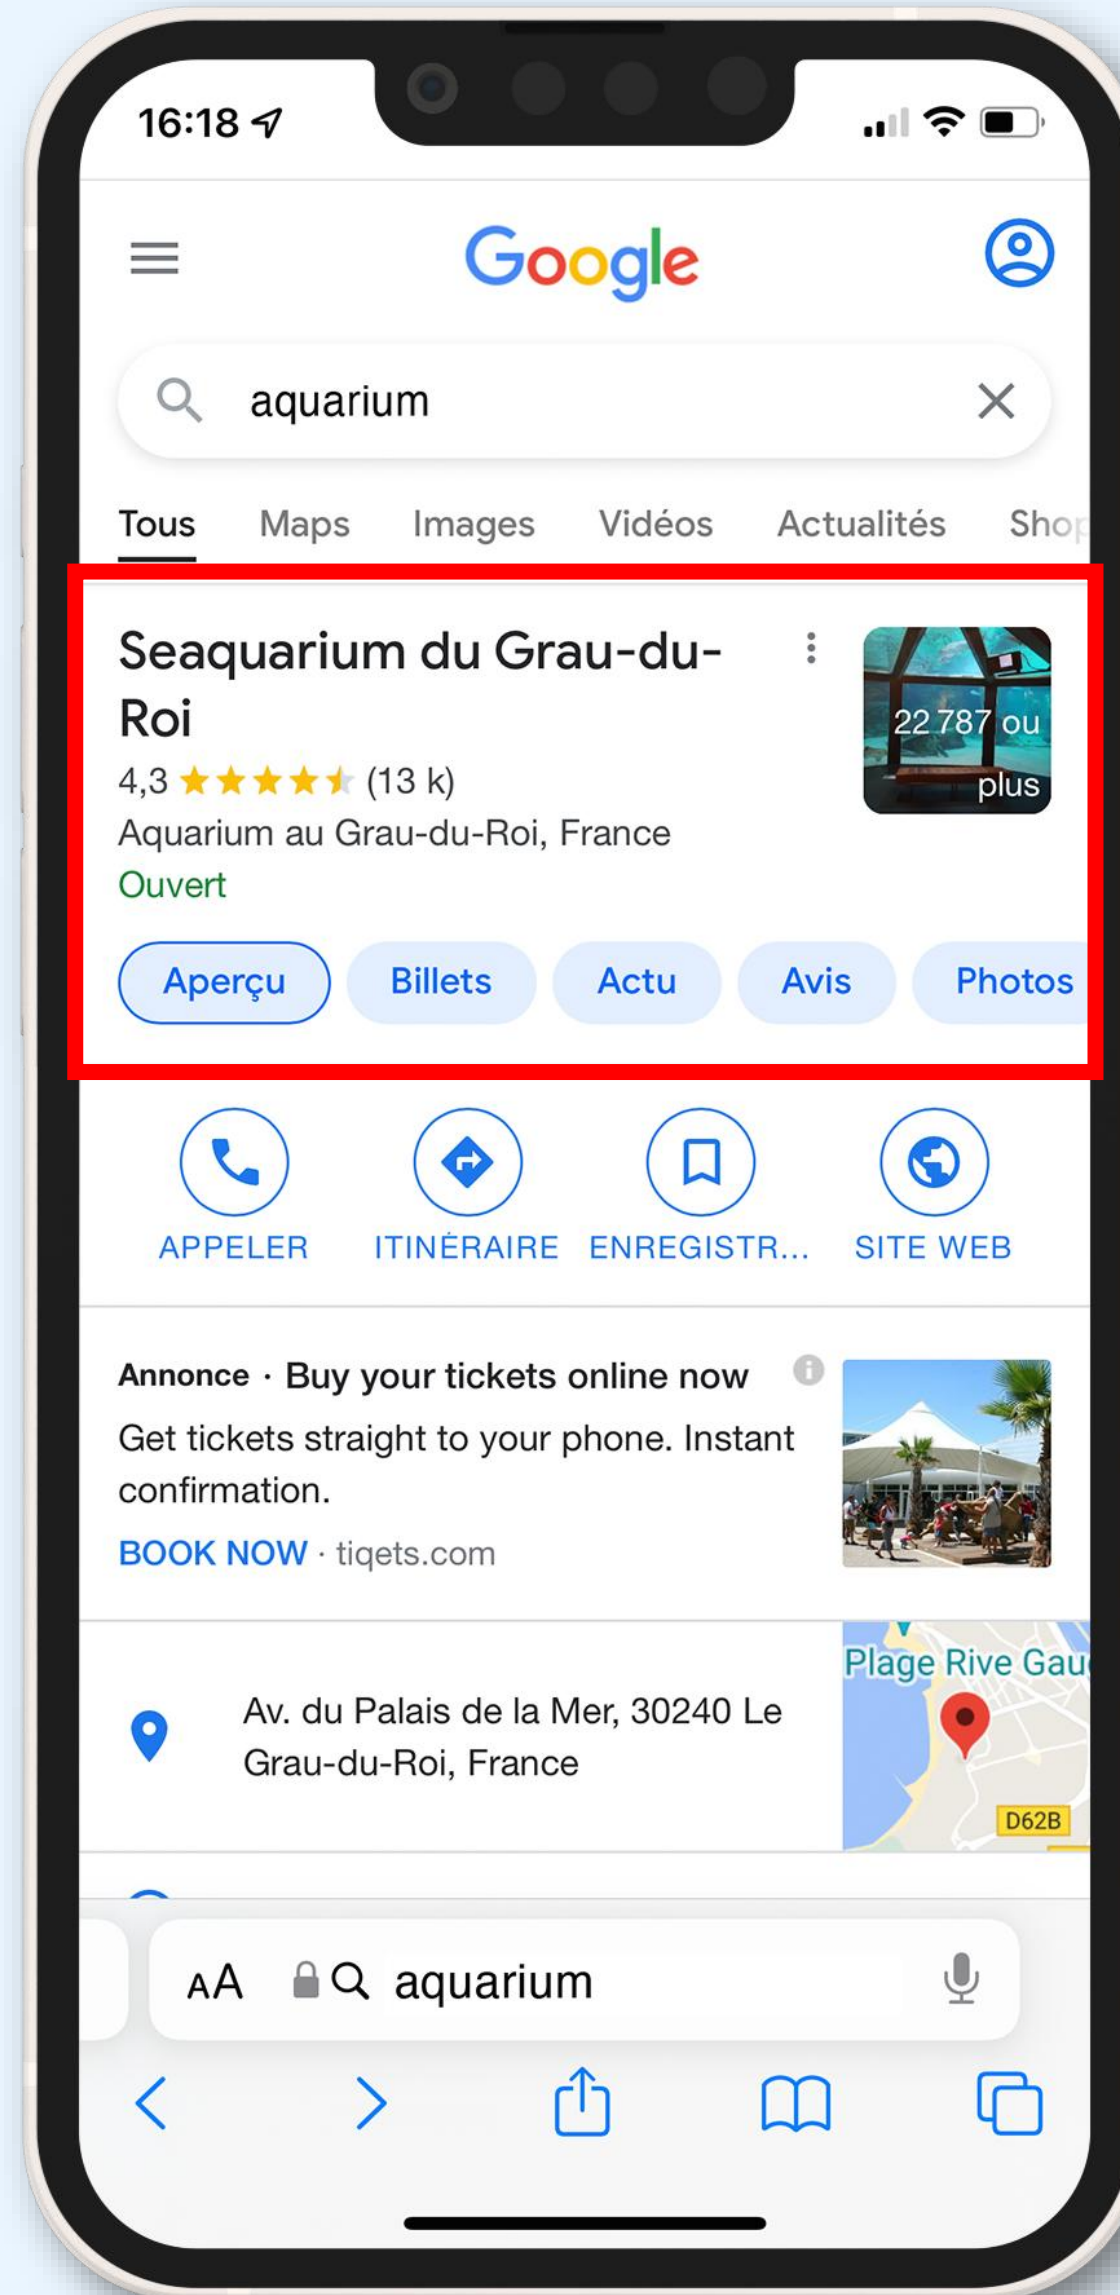 16:18
Google
aquarium
Tous Maps Images Vidéos Actualités Shop
Seaquarium du Grau-du-
Roi
22 787 ou
plus
4,3 (13 k)
Aquarium au Grau-du-Roi, France
Ouvert
Aperçu Billets Actu Avis Photos
APPELER ITINÉRAIRE ENREGISTR... SITE WEB
Annonce · Buy your tickets online now
Get tickets straight to your phone. Instant
confirmation.
BOOK NOW · tiqets.com
Plage Rive Gau
Av. du Palais de la Mer, 30240 Le
Grau-du-Roi, France
D62B
AA aquarium